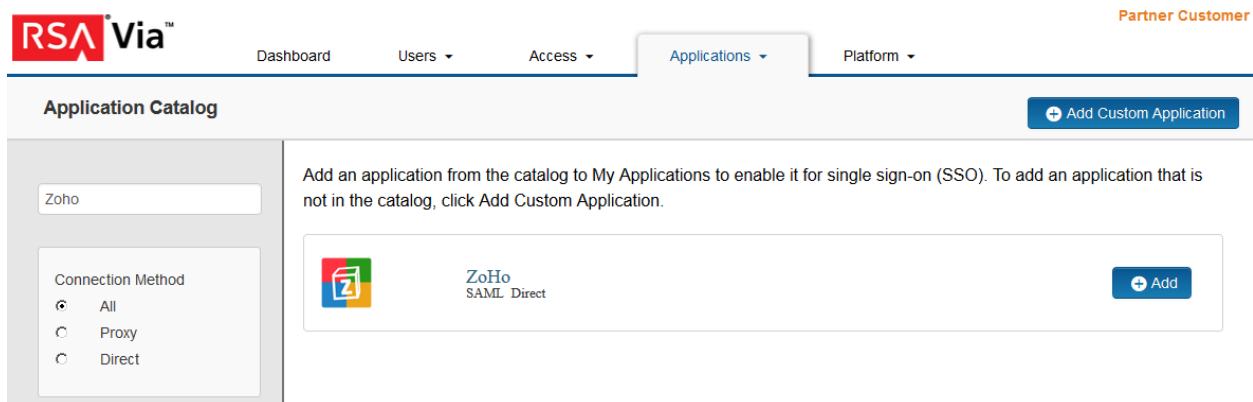 Partner Customer
RSA Via™
Dashboard Users Access Applications Platform
Application Catalog
Add Custom Application
Zoho
Add an application from the catalog to My Applications to enable it for single sign-on (SSO). To add an application that is
not in the catalog, click Add Custom Application.
Connection Method
All
Proxy
Direct
Z
ZoHo
SAML Direct
Add